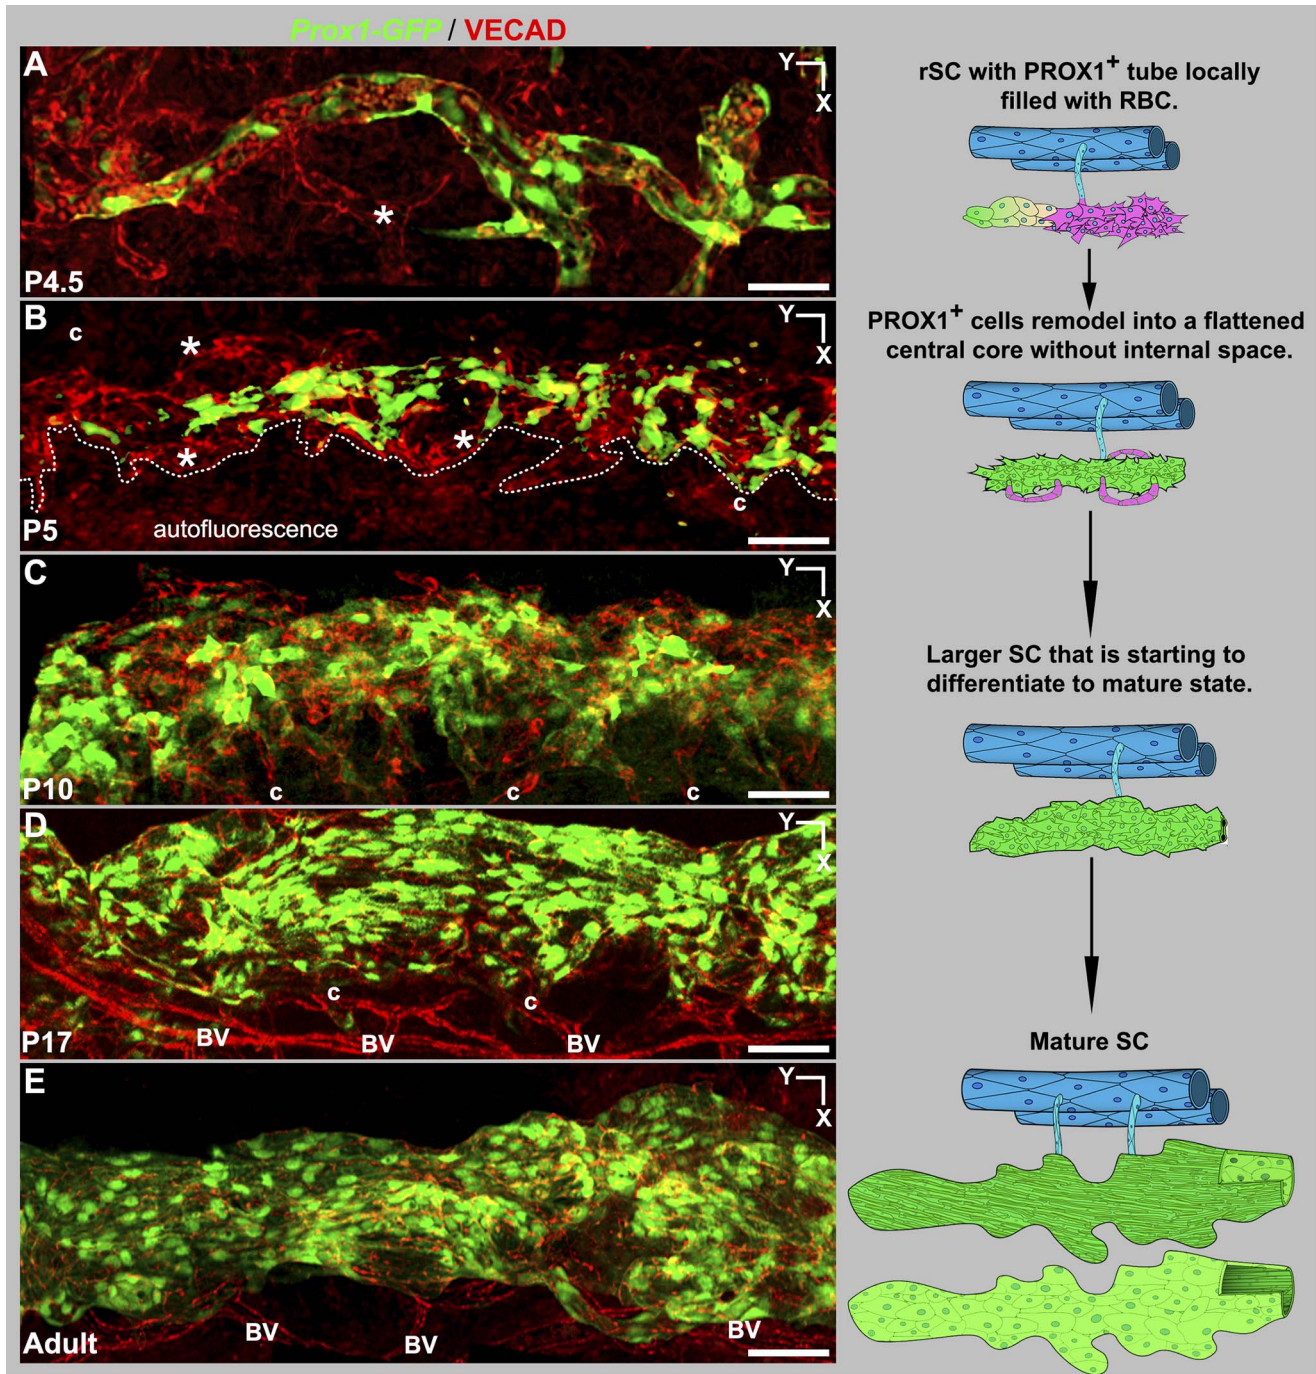 Prox1-GFP / VECAD
A
Y
X
*
P4.5
rSC with PROX1+ tube locally
filled with RBC.
B
c
*
Y
X
*
*
c
P5
autofluorescence
PROX1+ cells remodel into a flattened
central core without internal space.
C
Y
X
P10
c
c
c
Larger SC that is starting to
differentiate to mature state.
D
Y
X
c
c
P17
BV
BV
BV
Mature SC
E
Y
X
Adult
BV
BV
BV